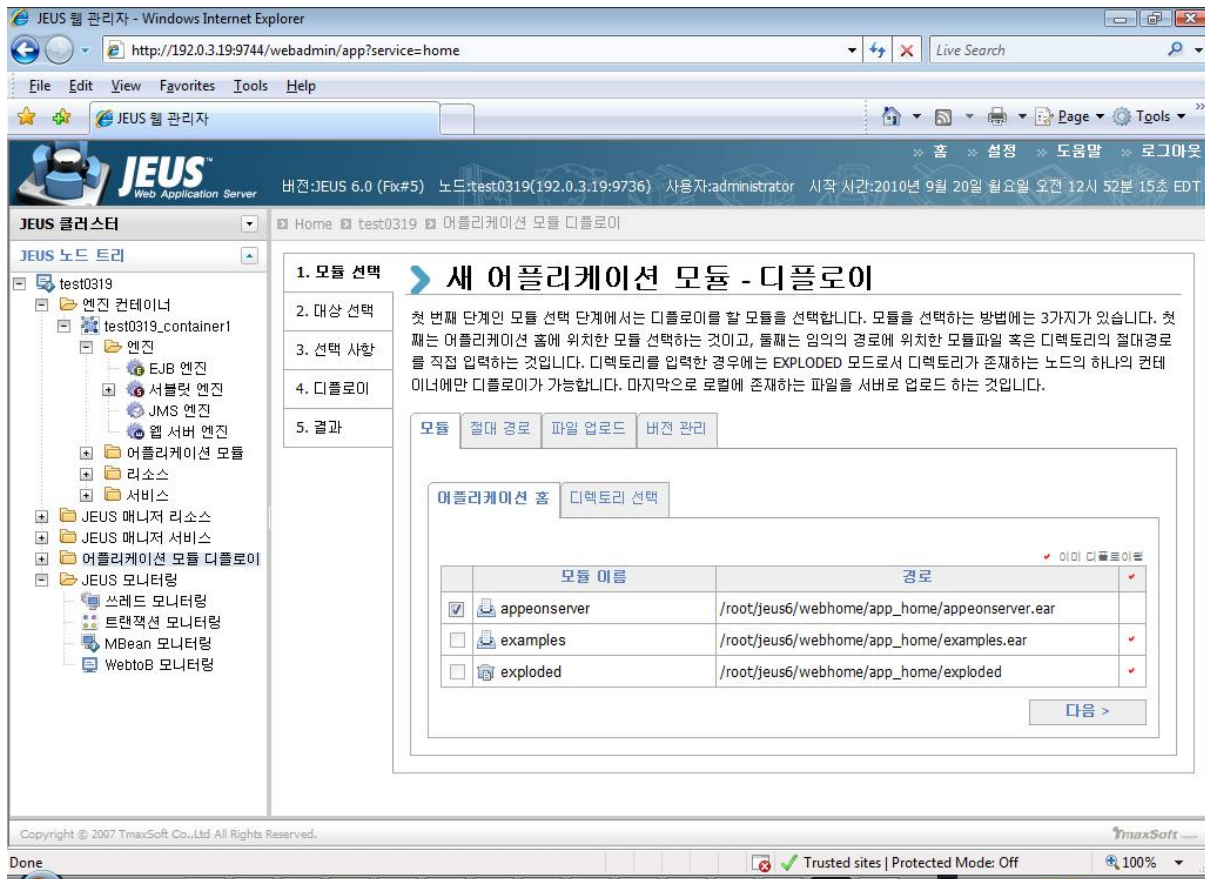 JEUS 웹 관리자 - Windows Internet Explorer
http://192.0.3.19:9744/webadmin/app?service=home
Live Search
File Edit View Favorites Tools Help
JEUS 웹 관리자
Page Tools
JEUS™
Web Application Server
홈 설정 도움말 로그아웃
버전:JEUS 6.0 (Fix#5) 노드:test0319(192.0.3.19:9736) 사용자:administrator 시작 시간:2010년 9월 20일 월요일 오전 12시 52분 15초 EDT
JEUS 클러스터
Home test0319 어플리케이션 모듈 디플로이
JEUS 노드 트리
test0319
엔진 컨테이너
test0319_container1
엔진
EJB 엔진
서블릿 엔진
JMS 엔진
웹 서버 엔진
어플리케이션 모듈
리소스
서비스
JEUS 매니저 리소스
JEUS 매니저 서비스
어플리케이션 모듈 디플로이
JEUS 모니터링
쓰레드 모니터링
트랜잭션 모니터링
MBean 모니터링
WebtoB 모니터링
1. 모듈 선택
2. 대상 선택
3. 선택 사항
4. 디플로이
5. 결과
새 어플리케이션 모듈 - 디플로이
첫 번째 단계인 모듈 선택 단계에서는 디플로이를 할 모듈을 선택합니다. 모듈을 선택하는 방법에는 3가지가 있습니다. 첫
째는 어플리케이션 홈에 위치한 모듈 선택하는 것이고, 둘째는 임의의 경로에 위치한 모듈파일 혹은 디렉토리의 절대경로
를 직접 입력하는 것입니다. 디렉토리를 입력한 경우에는 EXPLODED 모드로서 디렉토리가 존재하는 노드의 하나의 컨테
이너에만 디플로이가 가능합니다. 마지막으로 로컬에 존재하는 파일을 서버로 업로드 하는 것입니다.
모듈 절대 경로 파일 업로드 버전 관리
어플리케이션 홈 디렉토리 선택
이미 디플로이됨
모듈 이름 경로
appeonserver /root/jeus6/webhome/app_home/appeonserver.ear
examples /root/jeus6/webhome/app_home/examples.ear
exploded /root/jeus6/webhome/app_home/exploded
다음 >
Copyright © 2007 TmaxSoft Co.,Ltd All Rights Reserved.
TmaxSoft
Done
Trusted sites | Protected Mode: Off
100%